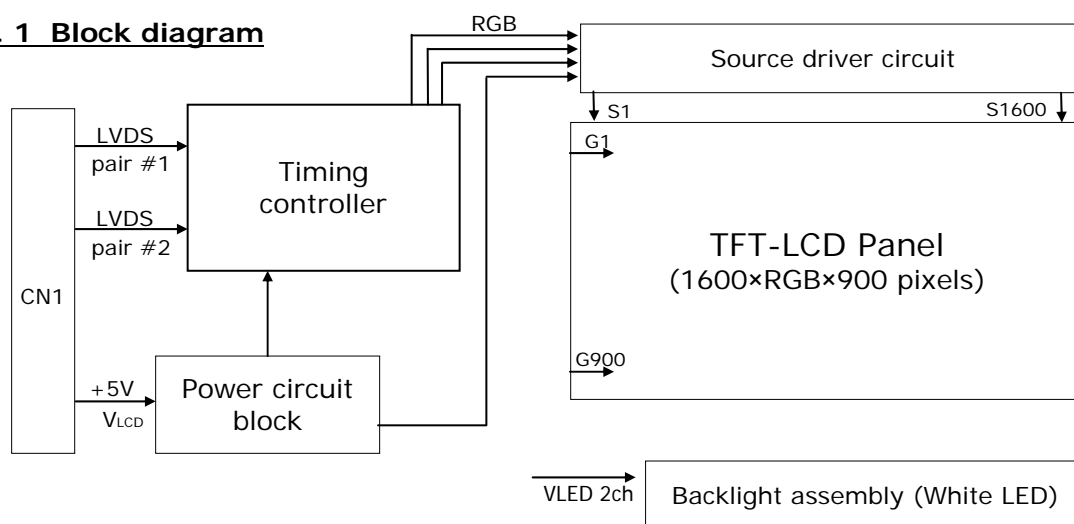 . 1 Block diagram
RGB
Source driver circuit
S1
S1600
CN1
LVDS
pair #1
LVDS
pair #2
Timing
controller
G1
TFT-LCD Panel
(1600×RGB×900 pixels)
G900
+5V
VLCD
Power circuit
block
VLED 2ch
Backlight assembly (White LED)